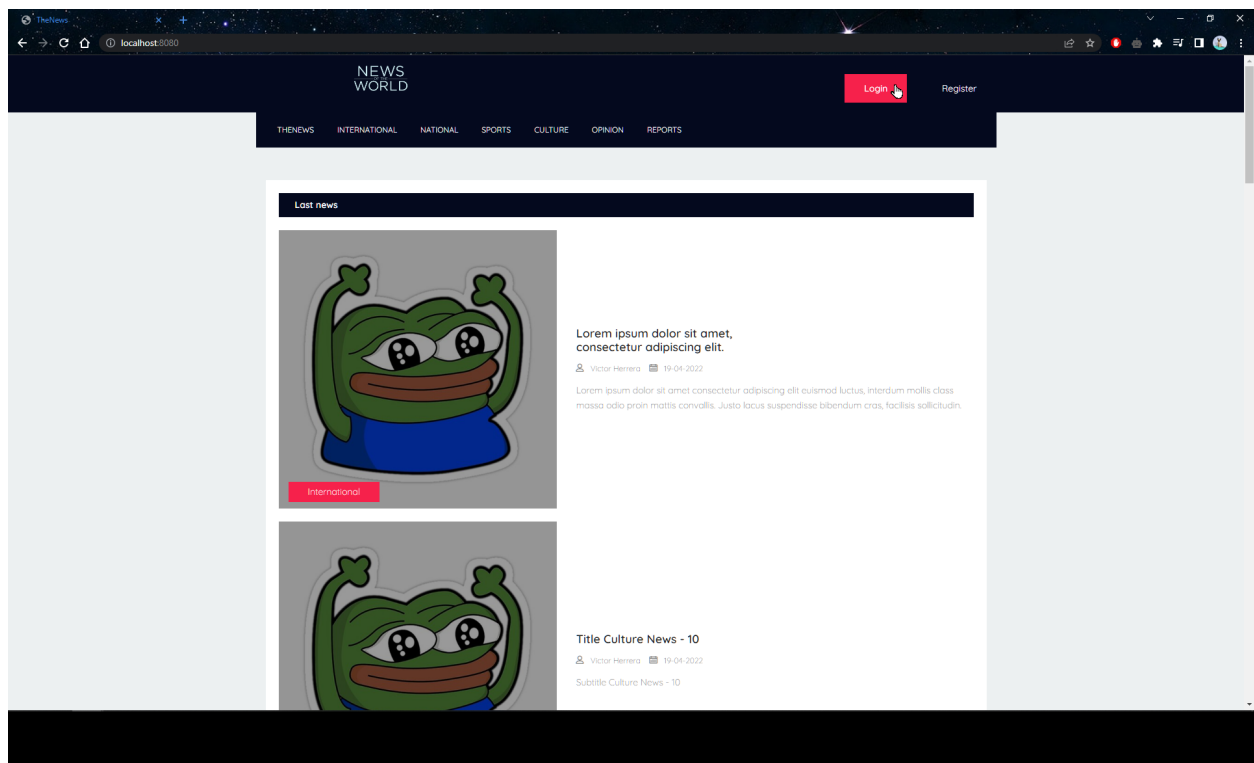 TheNews
localhost:8080
NEWS
OF THE
WORLD
Login
Register
THENEWS INTERNATIONAL NATIONAL SPORTS CULTURE OPINION REPORTS
Last news
Lorem ipsum dolor sit amet,
consectetur adipiscing elit.
Victor Herrera 19-04-2022
Lorem ipsum dolor sit amet consectetur adipiscing elit euismod luctus, interdum mollis class
massa odio proin mattis convallis. Justo lacus suspendisse bibendum cras, facilisis sollicitudin.
International
Title Culture News - 10
Victor Herrera 19-04-2022
Subtitle Culture News - 10